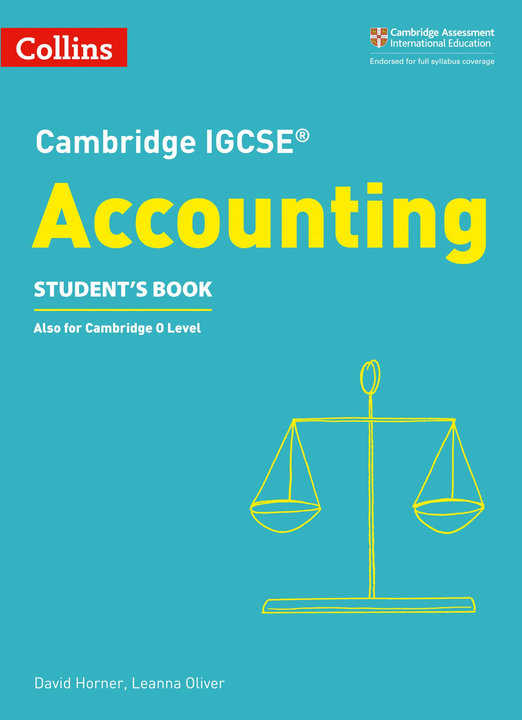 Collins
Cambridge Assessment
International Education
Endorsed for full syllabus coverage
Cambridge IGCSE®
Accounting
STUDENT'S BOOK
Also for Cambridge O Level
David Horner, Leanna Oliver